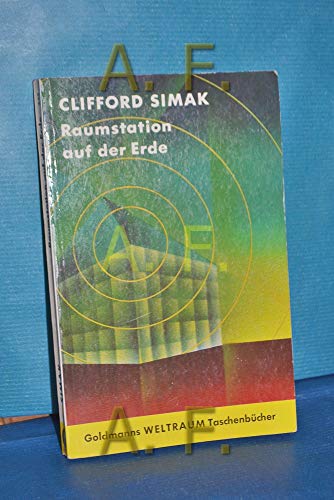 A. F.
CLIFFORD SIMAK
Raumstation
auf der Erde
A. F.
A. F.
Goldmanns WELTRAUM Taschenbücher